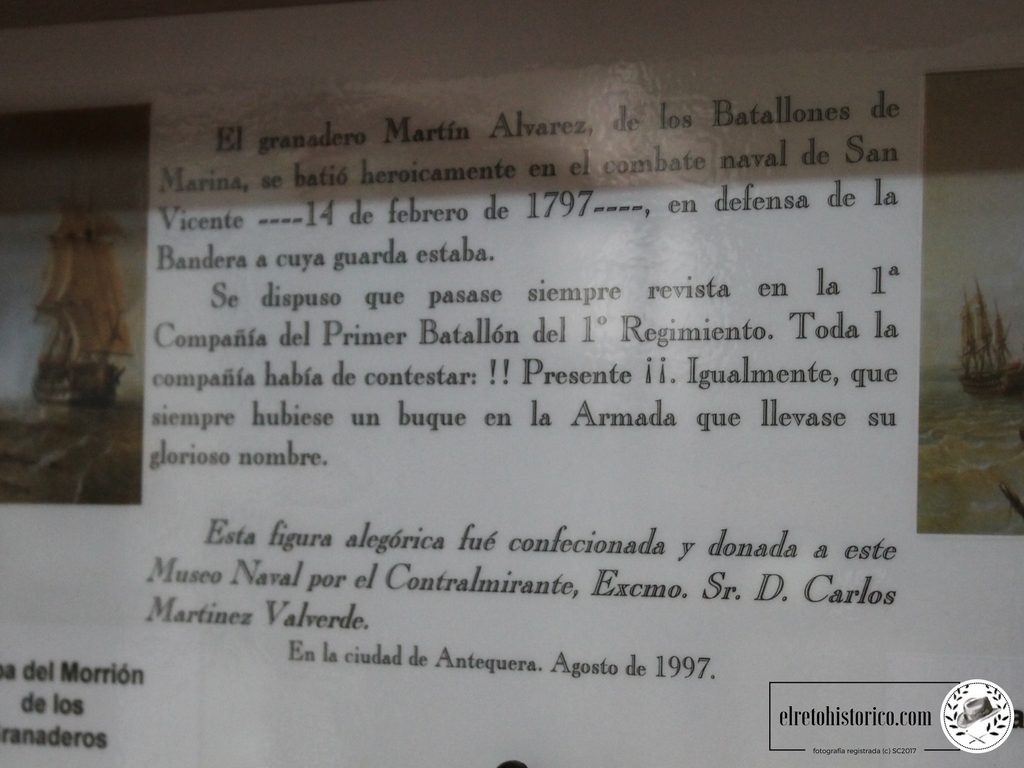 El granadero Martín Alvarez, de los Batallones de
Marina, se batió heroicamente en el combate naval de San
Vicente ----14 de febrero de 1797----, en defensa de la
Bandera a cuya guarda estaba.
Se dispuso que pasase siempre revista en la 1ª
Compañía del Primer Batallón del 1º Regimiento. Toda la
compañía había de contestar: !! Presente ¡¡. Igualmente, que
siempre hubiese un buque en la Armada que llevase su
glorioso nombre.
Esta figura alegórica fué confecionada y donada a este
Museo Naval por el Contralmirante, Excmo. Sr. D. Carlos
Martinez Valverde.
En la ciudad de Antequera. Agosto de 1997.
del Morrión
de los
ranaderos
elretohistorico.com
fotografía registrada (c) SC2017